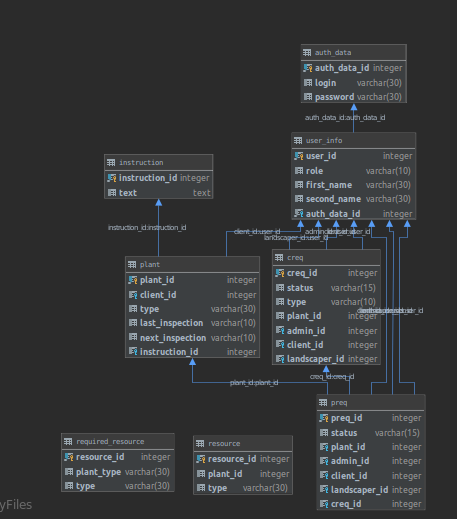 auth_data
auth_data_id integer
login varchar(30)
password varchar(30)
auth_data_id:auth_data_id
user_info
user_id integer
role varchar(10)
first_name varchar(30)
second_name varchar(30)
auth_data_id integer
instruction
instruction_id integer
text text
instruction_id:instruction_id
client_id:user_id
plant
plant_id integer
client_id integer
type varchar(30)
last_inspection varchar(10)
next_inspection varchar(10)
instruction_id integer
creq
creq_id integer
status varchar(15)
type varchar(10)
plant_id integer
admin_id integer
client_id integer
landscaper_id integer
plant_id:plant_id
creq_id:creq_id
preq
preq_id integer
status varchar(15)
plant_id integer
admin_id integer
client_id integer
landscaper_id integer
creq_id integer
required_resource
resource_id integer
plant_type varchar(30)
type varchar(30)
resource
resource_id integer
plant_id integer
type varchar(30)
yFiles